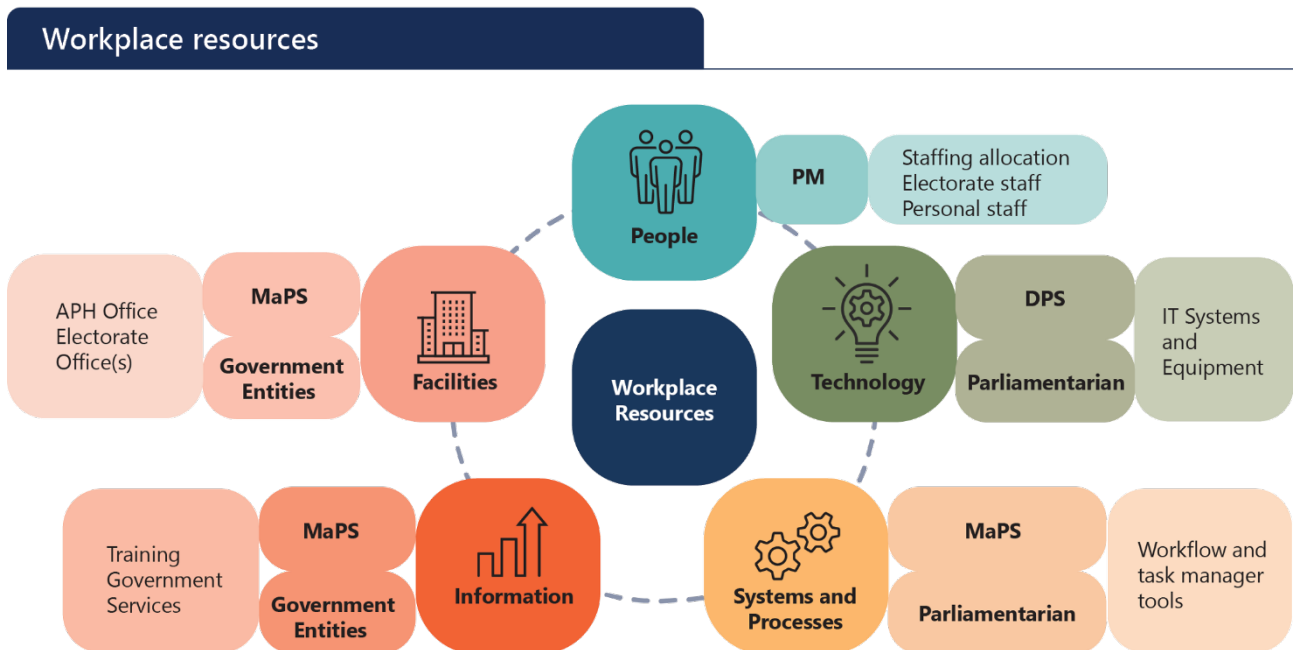 Workplace resources
People
PM
Staffing allocation
Electorate staff
Personal staff
APH Office
Electorate
Office(s)
MaPS
Government
Entities
Facilities
Workplace
Resources
Technology
DPS
Parliamentarian
IT Systems
and
Equipment
Training
Government
Services
MaPS
Government
Entities
Information
Systems and
Processes
MaPS
Parliamentarian
Workflow and
task manager
tools